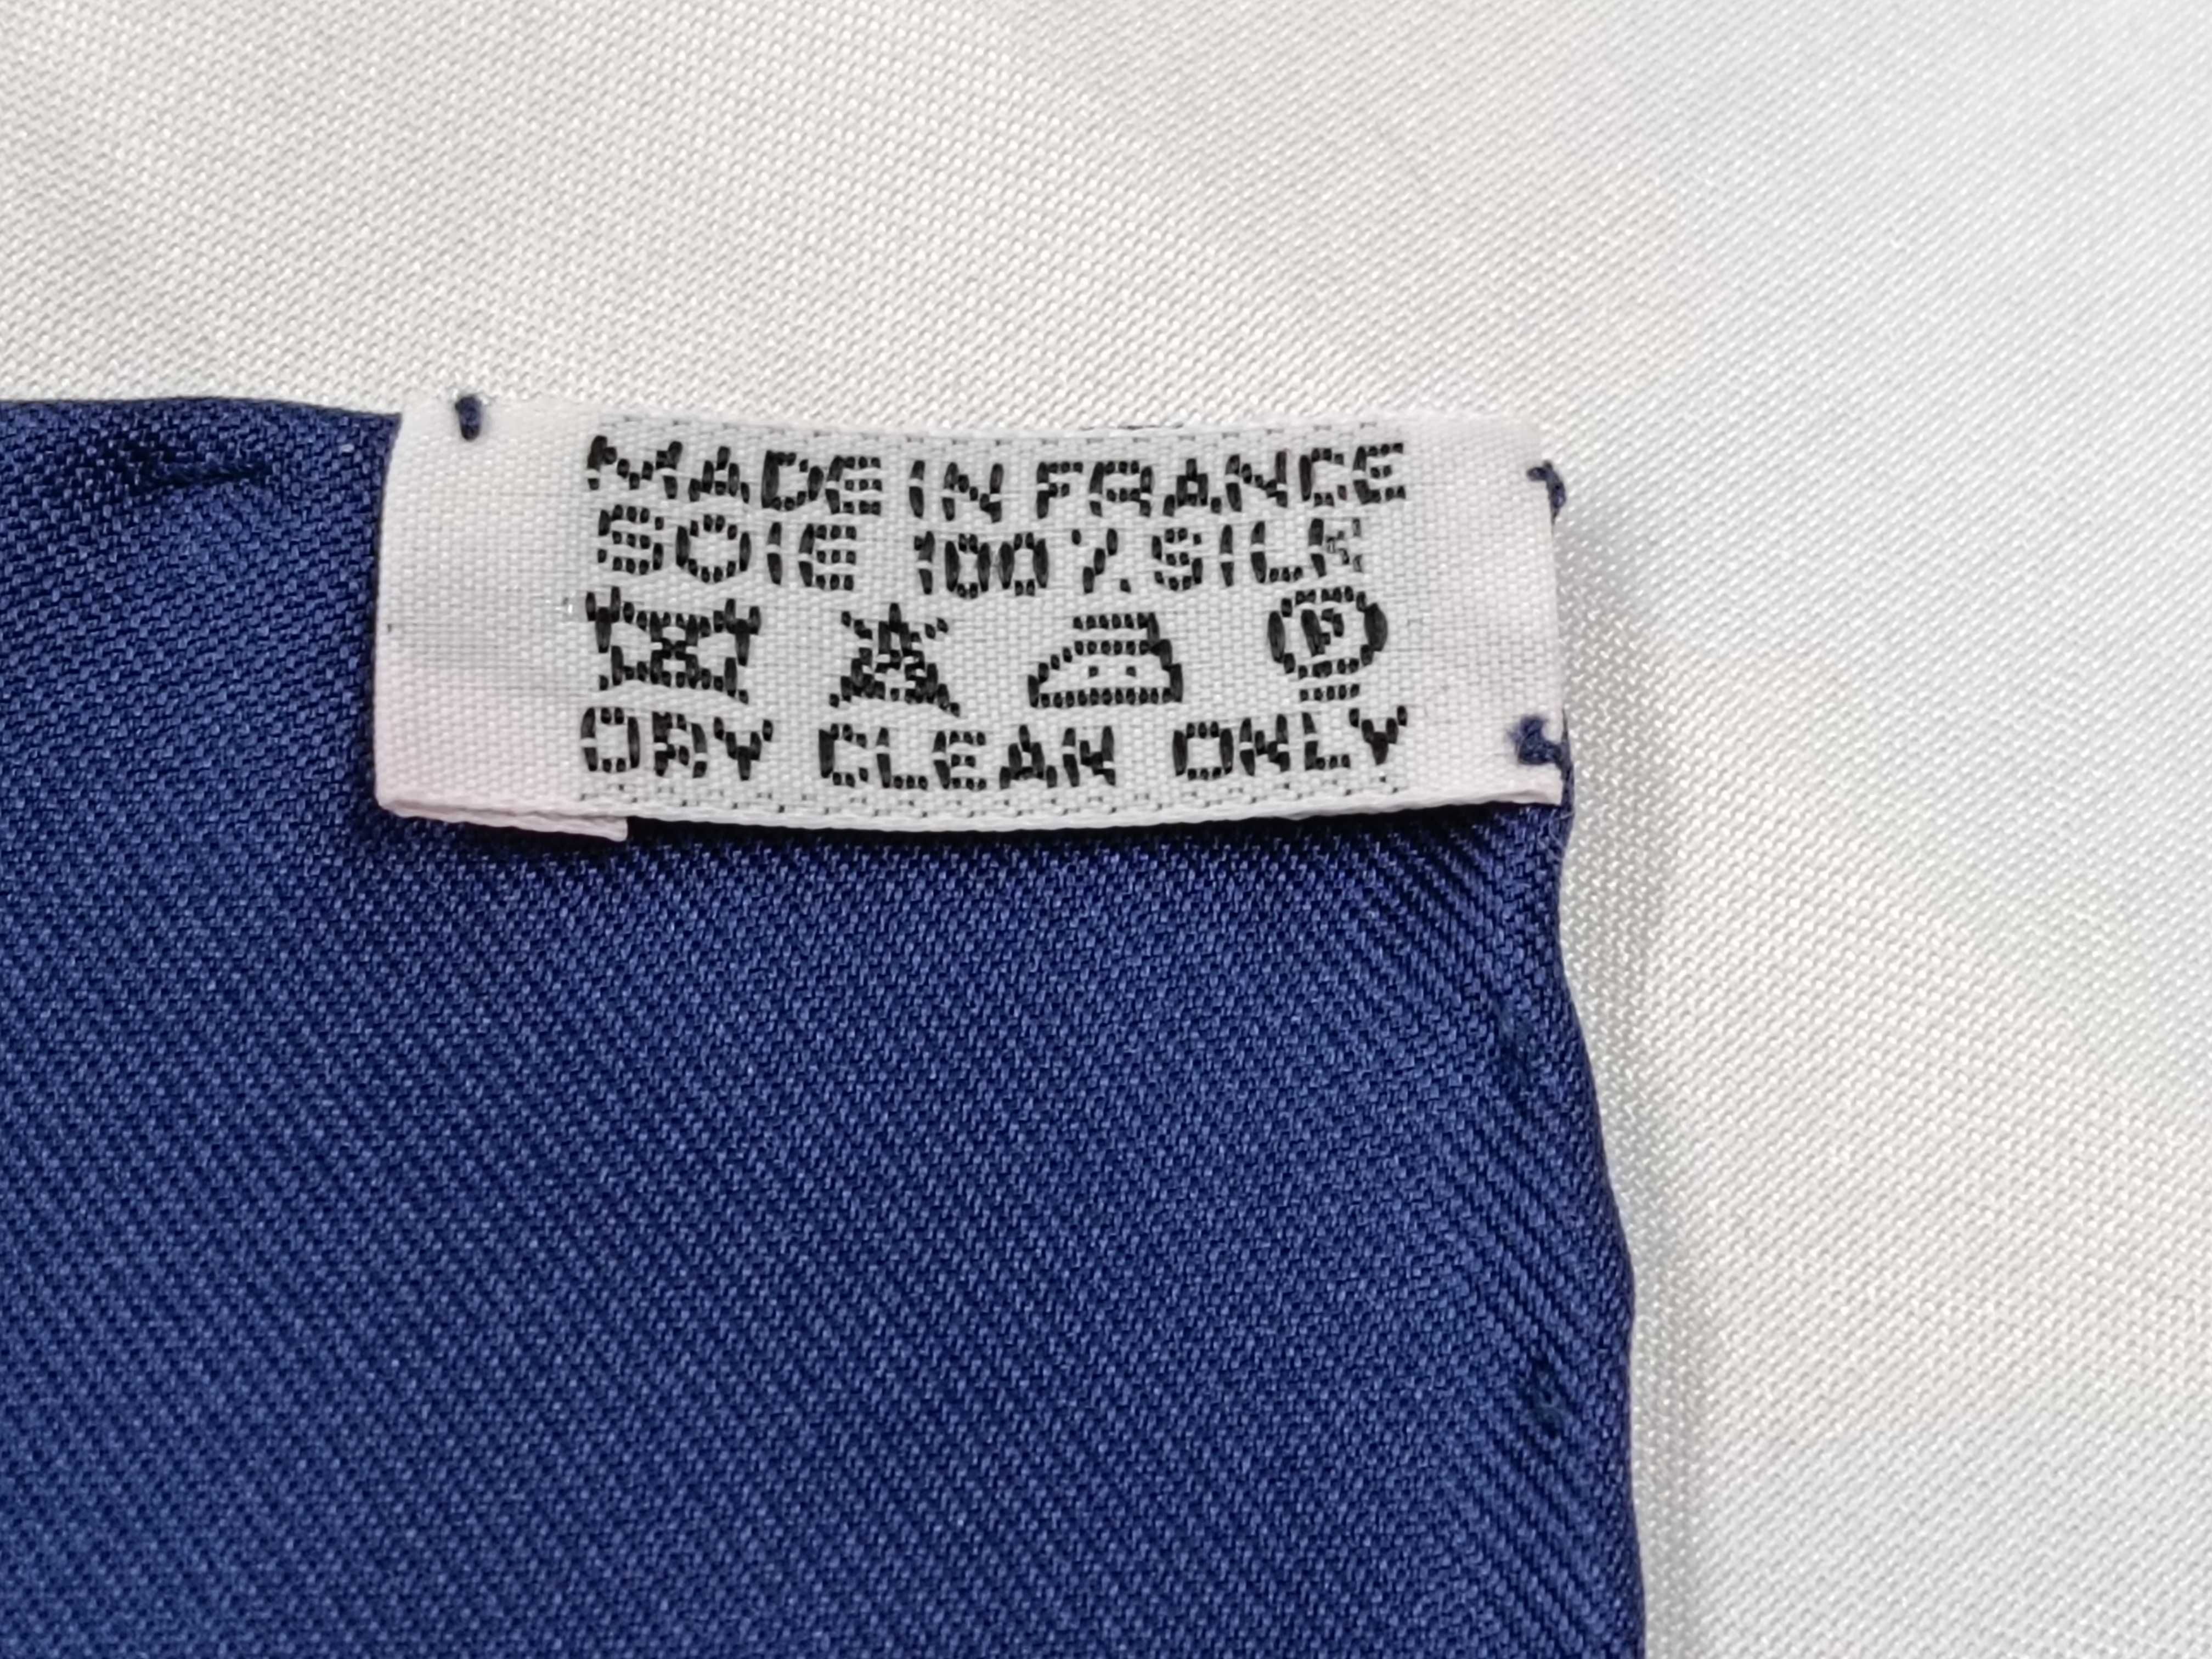 MADE IN FRANCE
SOIE 100% SILK
P
DRY CLEAN ONLY